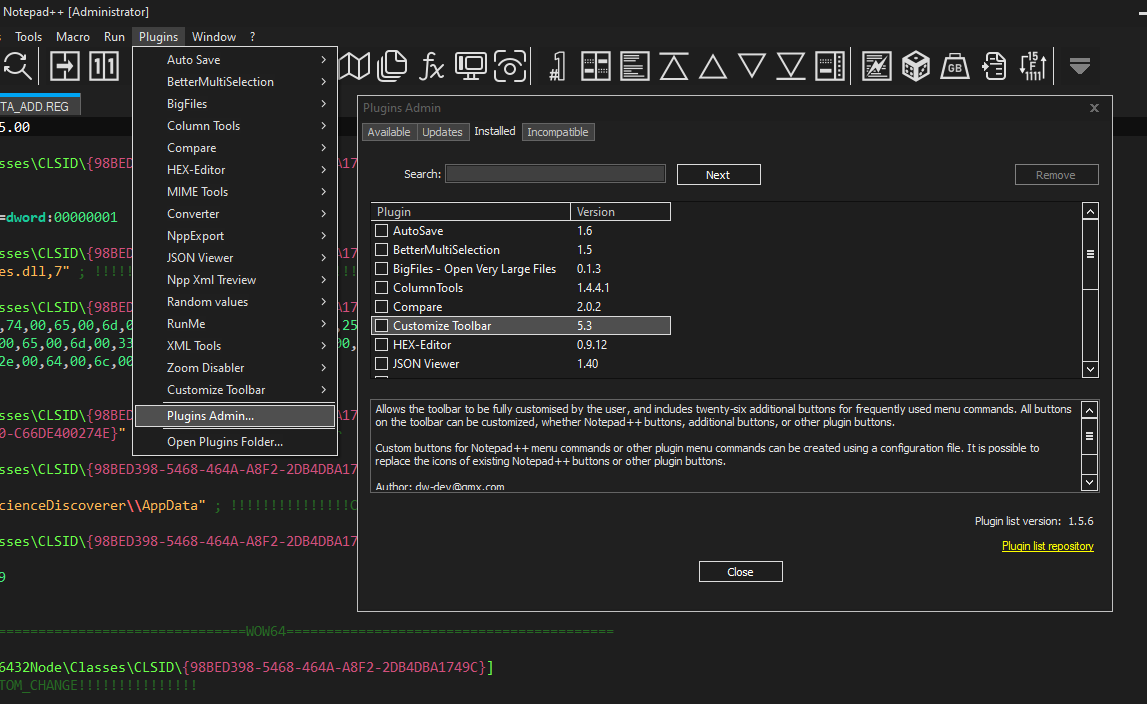 Notepad++ [Administrator]
Tools Macro Run Plugins Window ?
TA_ADD.REG
5.00
sses\CLSID\{98BED
=dword:00000001
sses\CLSID\{98BED
es.dll,7" ; !!!!!
sses\CLSID\{98BED
,74,00,65,00,6d,0
00,65,00,6d,00,33
2e,00,64,00,6c,00
sses\CLSID\{98BED
0-C66DE400274E}"
sses\CLSID\{98BED398-5468-464A-A8F2-2DB4DBA17
cienceDiscoverer\\AppData" ; !!!!!!!!!!!!!!!C
sses\CLSID\{98BED398-5468-464A-A8F2-2DB4DBA17
9
===============================WOW64=========================================
6432Node\Classes\CLSID\{98BED398-5468-464A-A8F2-2DB4DBA1749C}]
TOM_CHANGE!!!!!!!!!!!!!!!
Auto Save
BetterMultiSelection
BigFiles
Column Tools
Compare
HEX-Editor
MIME Tools
Converter
NppExport
JSON Viewer
Npp Xml Treview
Random values
RunMe
XML Tools
Zoom Disabler
Customize Toolbar
Plugins Admin...
Open Plugins Folder...
17
17
!!
17
,25
00,
17
fx
#1
GB
15
F
Plugins Admin
Available Updates Installed Incompatible
Search: Next Remove
Plugin Version
AutoSave 1.6
BetterMultiSelection 1.5
BigFiles - Open Very Large Files 0.1.3
ColumnTools 1.4.4.1
Compare 2.0.2
Customize Toolbar 5.3
HEX-Editor 0.9.12
JSON Viewer 1.40
Allows the toolbar to be fully customised by the user, and includes twenty-six additional buttons for frequently used menu commands. All buttons
on the toolbar can be customized, whether Notepad++ buttons, additional buttons, or other plugin buttons.
Custom buttons for Notepad++ menu commands or other plugin menu commands can be created using a configuration file. It is possible to
replace the icons of existing Notepad++ buttons or other plugin buttons.
Author: dw-dev@gmx.com
Plugin list version: 1.5.6
Plugin list repository
Close